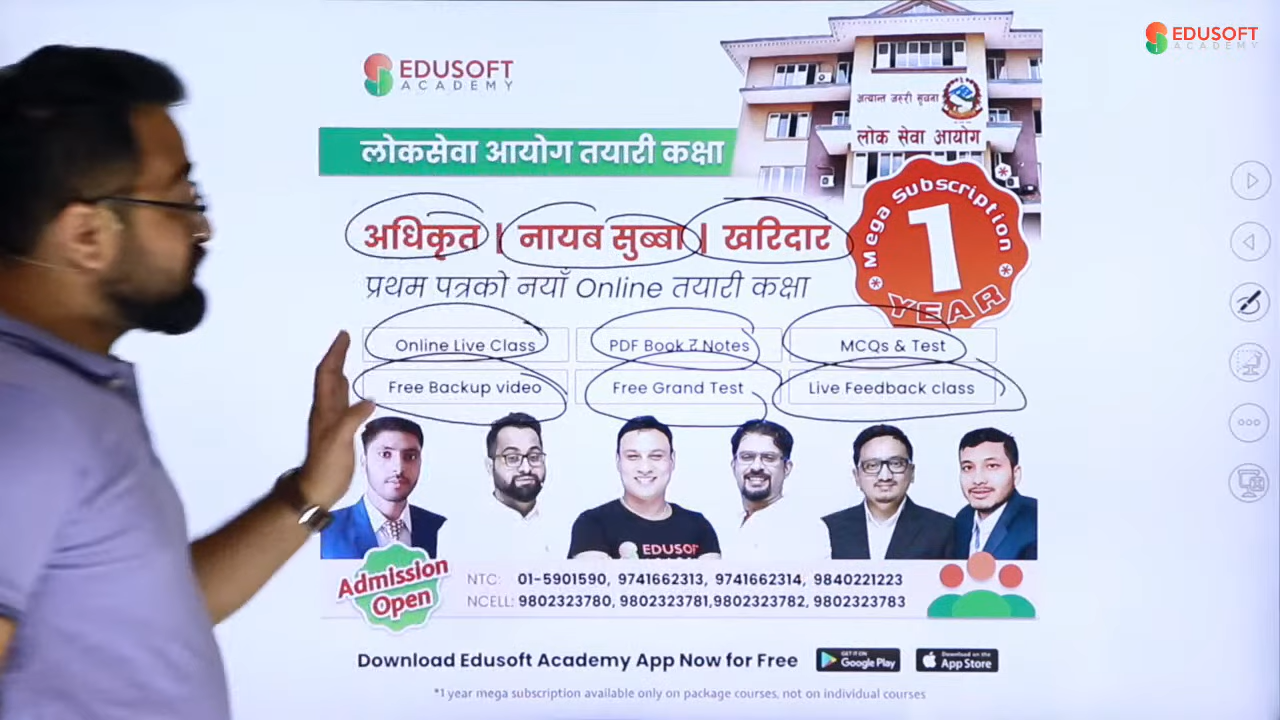 EDUSOFT
ACADEMY
EDUSOFT
ACADEMY
अत्यान्त जरुरी सूचना
लोक सेवा आयोग
लोकसेवा आयोग तयारी कक्षा
Mega Subscription
1
YEAR
अधिकृत | नायब सुब्बा | खरिदार
प्रथम पत्रको नयाँ Online तयारी कक्षा
Online Live Class PDF Book र Notes MCQs & Test
Free Backup video Free Grand Test Live Feedback class
EDUSOFT
Admission
Open
NTC: 01-5901590, 9741662313, 9741662314, 9840221223
NCELL: 9802323780, 9802323781,9802323782, 9802323783
Download Edusoft Academy App Now for Free
GET IT ON
Google Play
Download on the
App Store
*1 year mega subscription available only on package courses, not on individual courses